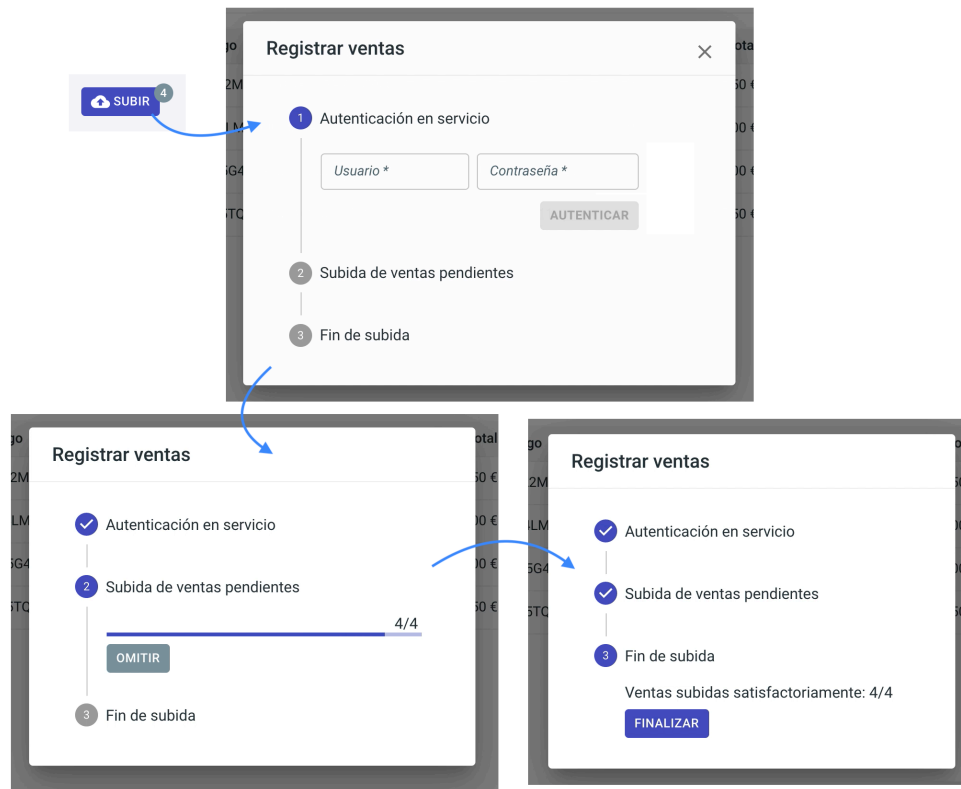 SUBIR
4
Registrar ventas
1 Autenticación en servicio
Usuario *
Contraseña *
AUTENTICAR
2 Subida de ventas pendientes
3 Fin de subida
Registrar ventas
Autenticación en servicio
2 Subida de ventas pendientes
4/4
OMITIR
3 Fin de subida
Registrar ventas
Autenticación en servicio
Subida de ventas pendientes
3 Fin de subida
Ventas subidas satisfactoriamente: 4/4
FINALIZAR